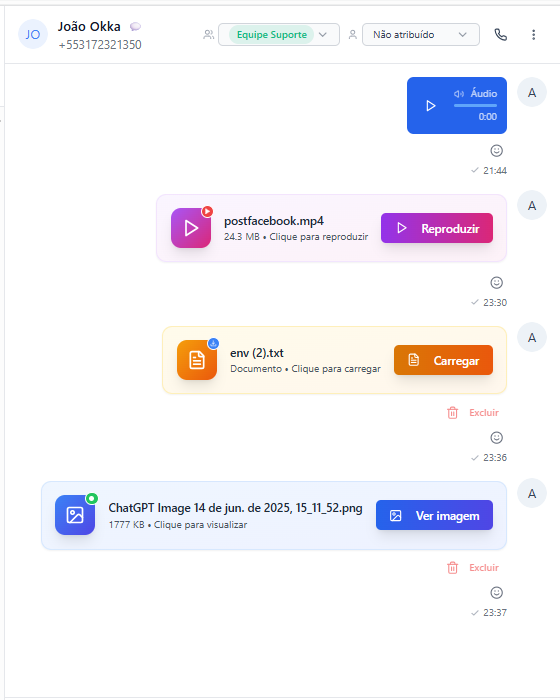 JO
João Okka
+553172321350
Equipe Suporte
Não atribuído
Áudio
0:00
A
21:44
postfacebook.mp4
24.3 MB • Clique para reproduzir
Reproduzir
A
23:30
env (2).txt
Documento • Clique para carregar
Carregar
A
Excluir
23:36
ChatGPT Image 14 de jun. de 2025, 15_11_52.png
1777 KB • Clique para visualizar
Ver imagem
A
Excluir
23:37